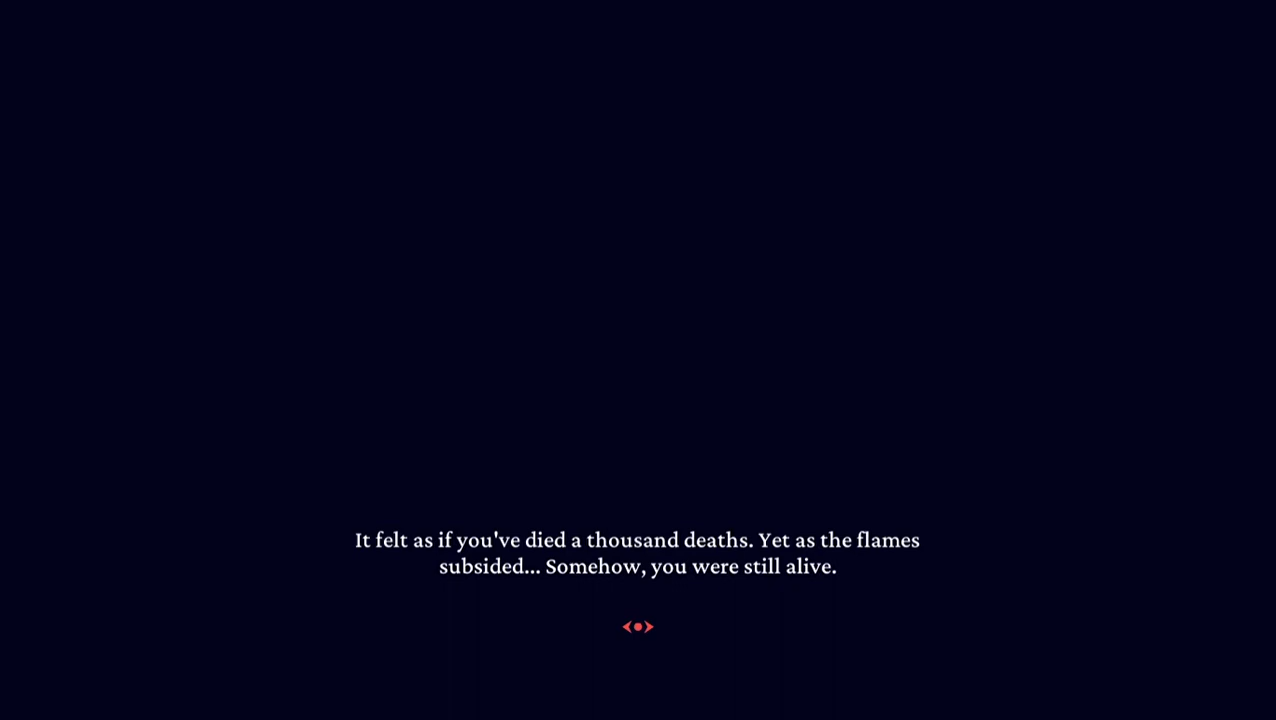 It felt as if you've died a thousand deaths. Yet as the flames
subsided... Somehow, you were still alive.